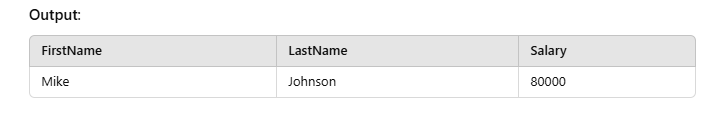 Output:
FirstName LastName Salary
Mike Johnson 80000